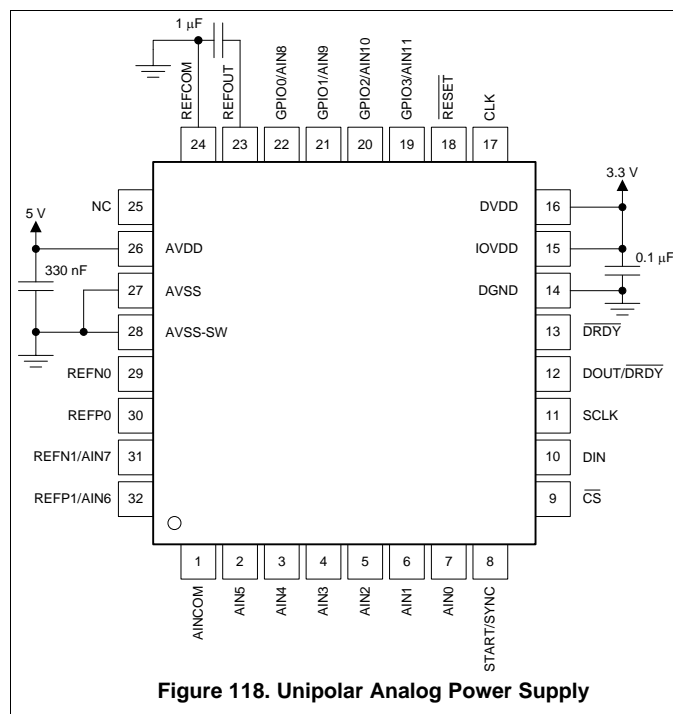 1 μF
REFCOM
REFOUT
GPIO0/AIN8
GPIO1/AIN9
GPIO2/AIN10
GPIO3/AIN11
RESET
CLK
24
23
22
21
20
19
18
17
NC
25
5 V
26
AVDD
330 nF
27
AVSS
28
AVSS-SW
REFN0
29
REFP0
30
REFN1/AIN7
31
REFP1/AIN6
32
3.3 V
DVDD
16
IOVDD
15
0.1 μF
DGND
14
13
DRDY
12
DOUT/DRDY
11
SCLK
10
DIN
9
CS
1
2
3
4
5
6
7
8
AINCOM
AIN5
AIN4
AIN3
AIN2
AIN1
AIN0
START/SYNC
Figure 118. Unipolar Analog Power Supply